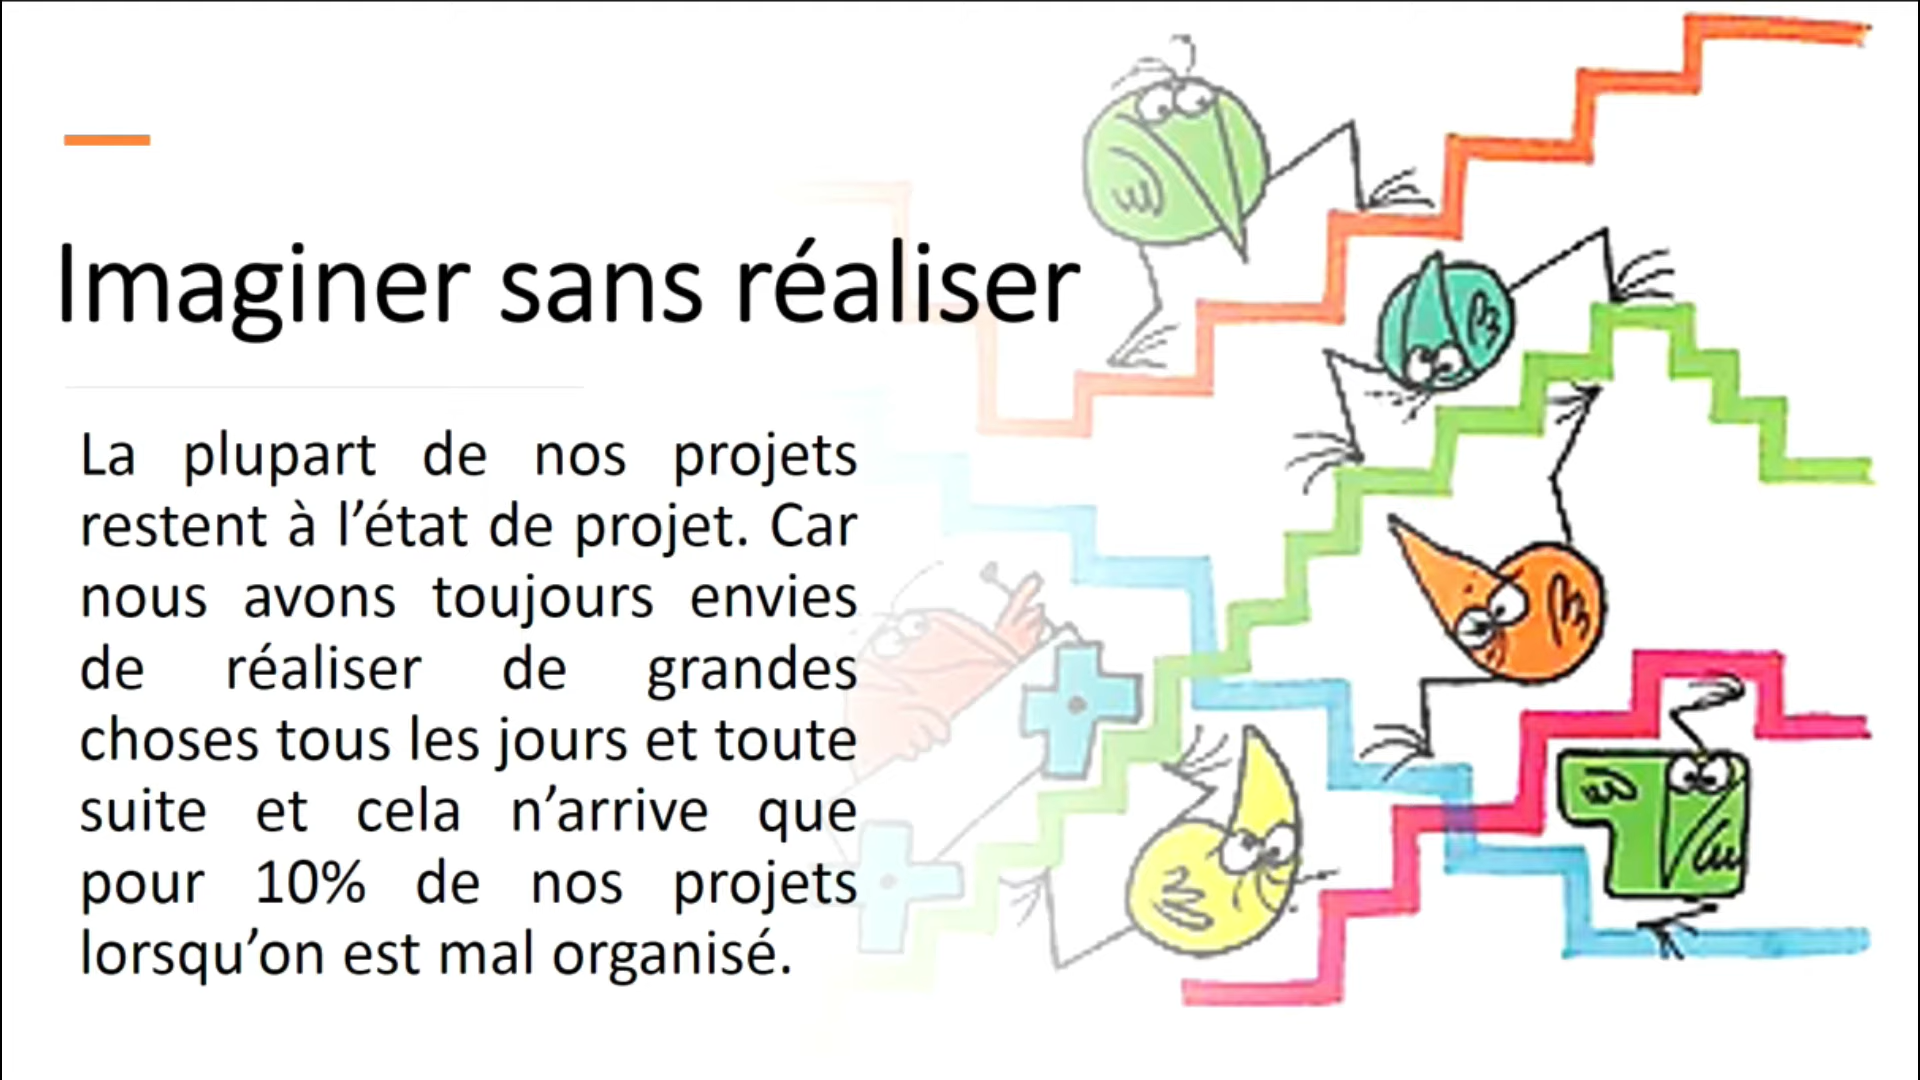 Imaginer sans réaliser
La plupart de nos projets
restent à l’état de projet. Car
nous avons toujours envies
de réaliser de grandes
choses tous les jours et toute
suite et cela n’arrive que
pour 10% de nos projets
lorsqu’on est mal organisé.